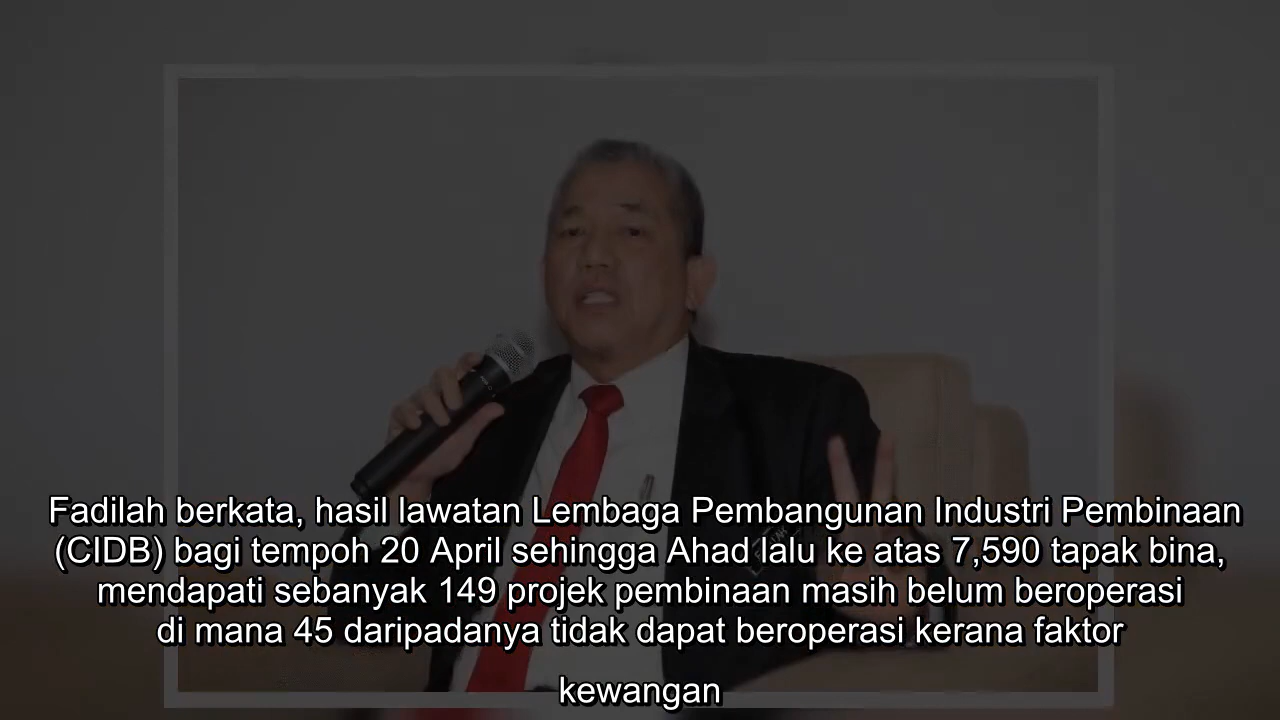 Fadilah berkata, hasil lawatan Lembaga Pembangunan Industri Pembinaan
(CIDB) bagi tempoh 20 April sehingga Ahad lalu ke atas 7,590 tapak bina,
mendapati sebanyak 149 projek pembinaan masih belum beroperasi
di mana 45 daripadanya tidak dapat beroperasi kerana faktor
kewangan